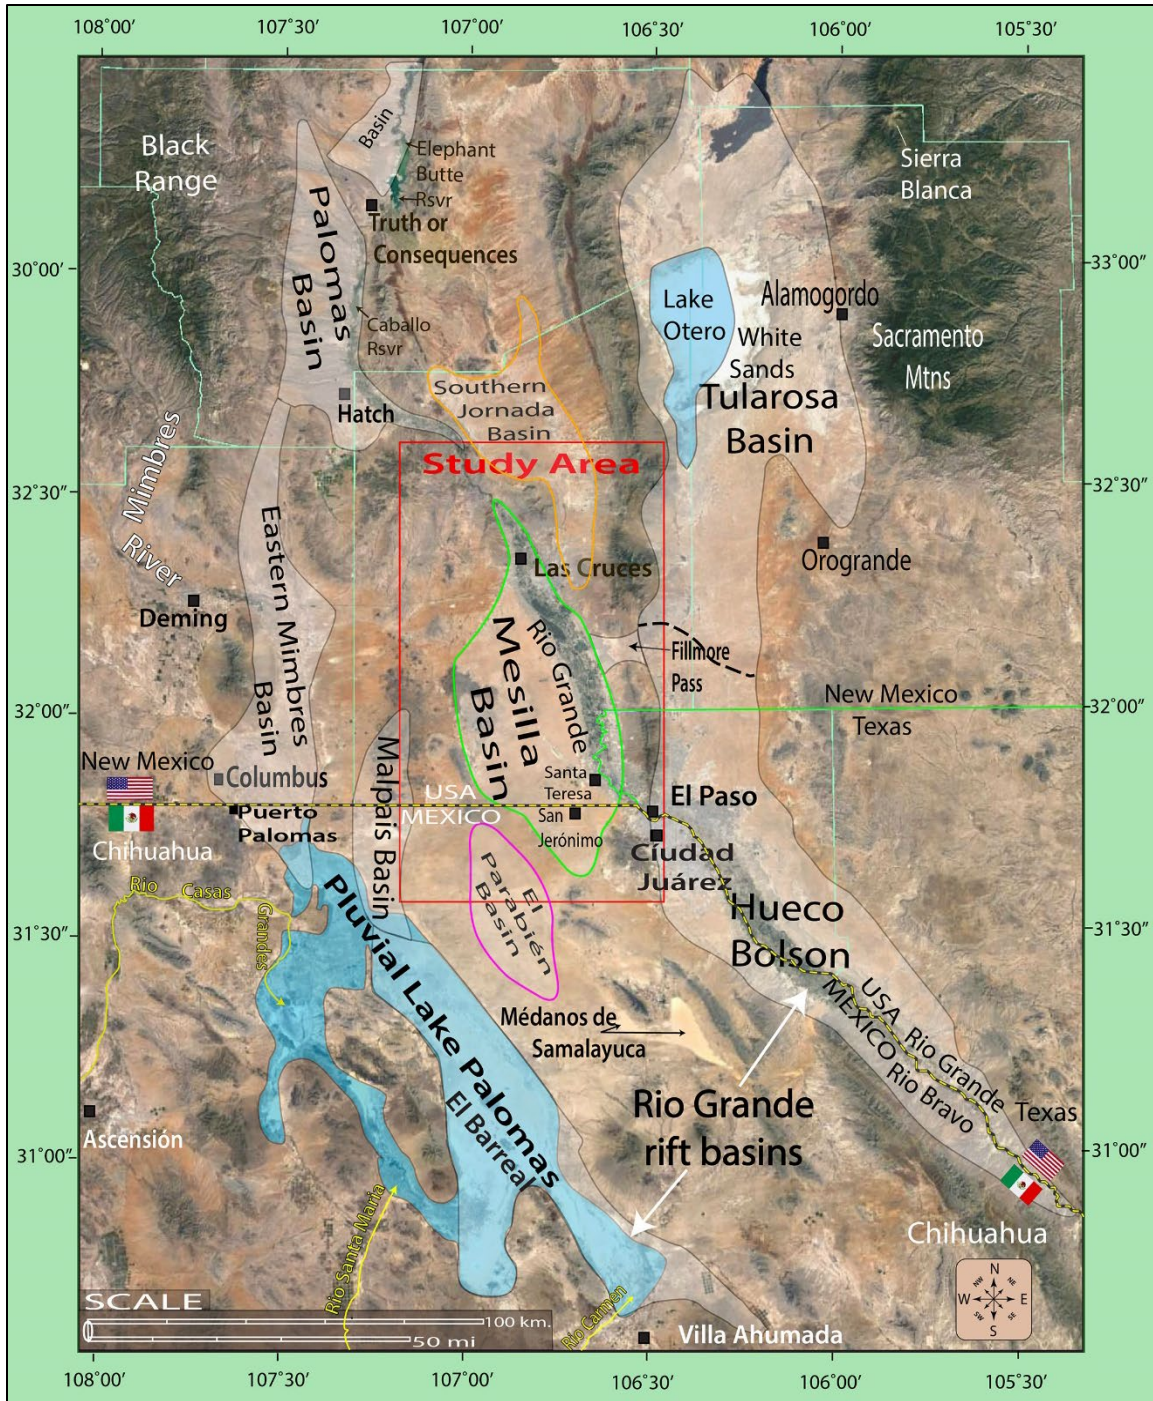 108°00' 107°30' 107°00' 106°30' 106°00' 105°30'
Black
Range
Basin
Elephant
Butte
Rsvr
Sierra
Blanca
Truth or
Consequences
Palomas
Basin
30°00'
33°00"
Lake
Otero
Alamogordo
Caballo
Rsvr
White
Sands
Sacramento
Mtns
Southern
Jornada
Basin
Tularosa
Basin
Hatch
Study Area
Mimbres
River
32°30"
32°30"
Eastern Mimbres
Basin
Las Cruces
Orogrande
Deming
Mesilla
Basin
Rio Grande
Fillmore
Pass
32°00"
32°00"
New Mexico
Texas
Malpais Basin
New Mexico
Columbus
Santa
Teresa
USA
MEXICO
El Paso
Puerto
Palomas
San
Jerónimo
Chihuahua
Ciudad
Juárez
El
Parabién
Basin
Rio Casas
Grandes
Hueco
Bolson
31°30"
31°30"
Pluvial Lake Palomas
El Barreal
Médanos de
Samalayuca
USA
MEXICO
Rio Grande
Rio Bravo
Rio Grande
rift basins
Texas
Ascensión
31°00"
31°00"
Rio Santa Maria
Chihuahua
N
NW NE
W E
SW SE
S
SCALE
100 km.
50 mi
Rio Carmen
Villa Ahumada
108°00' 107°30' 107°00' 106°30' 106°00' 105°30'